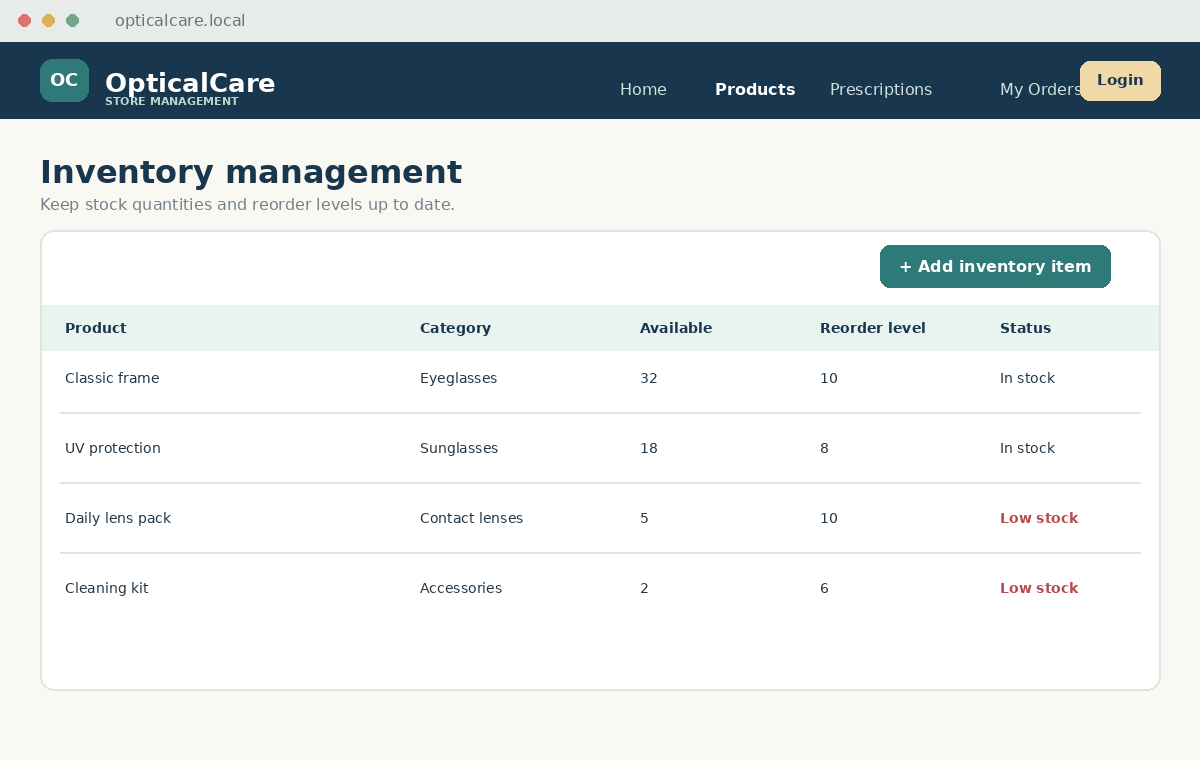 opticalcare.local
OC
OpticalCare
STORE MANAGEMENT
Home Products Prescriptions My Orders Login
Inventory management
Keep stock quantities and reorder levels up to date.
+ Add inventory item
Product Category Available Reorder level Status
Classic frame Eyeglasses 32 10 In stock
UV protection Sunglasses 18 8 In stock
Daily lens pack Contact lenses 5 10 Low stock
Cleaning kit Accessories 2 6 Low stock